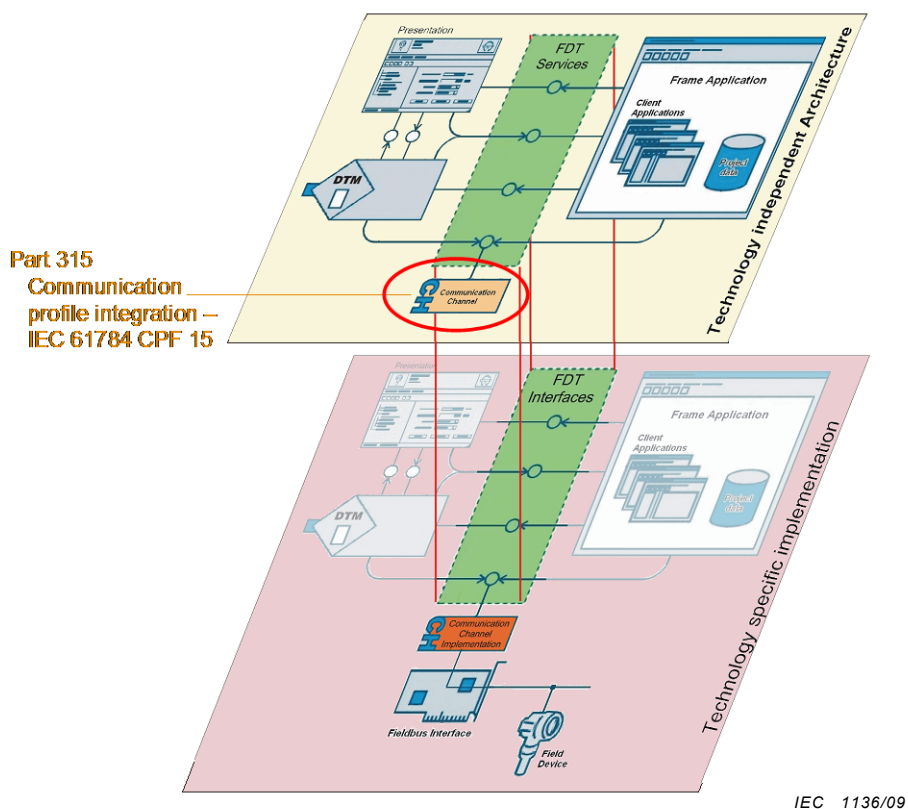 Presentation
FDT
Services
Frame Application
Client
Applications
Project
data
DTM
Technology independent Architecture
Part 315
Communication
profile integration –
IEC 61784 CPF 15
CH
Communication
Channel
Presentation
FDT
Interfaces
Frame Application
Client
Applications
Project
data
DTM
Technology specific implementation
CH
Communication
Channel
Implementation
Fieldbus Interface
Field
Device
IEC 1136/09